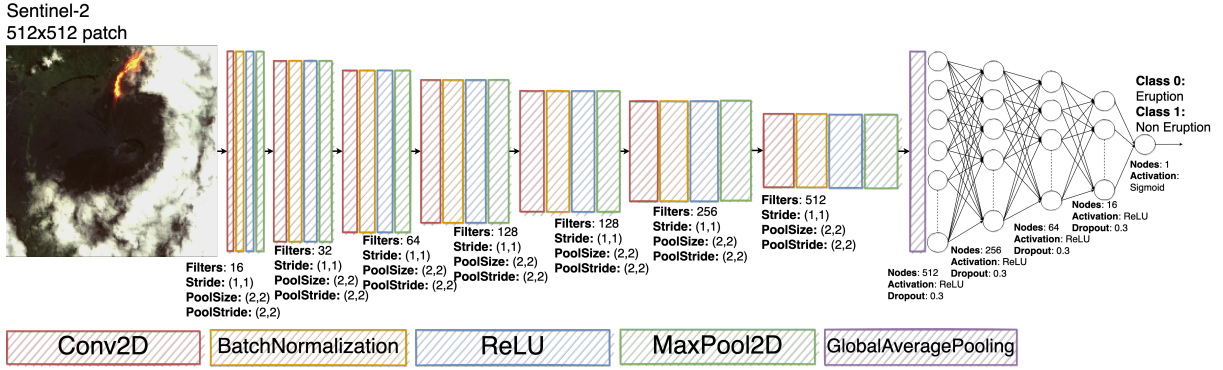 Sentinel-2
512x512 patch
Filters: 16
Stride: (1,1)
PoolSize: (2,2)
PoolStride: (2,2)
Filters: 32
Stride: (1,1)
PoolSize: (2,2)
PoolStride: (2,2)
Filters: 64
Stride: (1,1)
PoolSize: (2,2)
PoolStride: (2,2)
Filters: 128
Stride: (1,1)
PoolSize: (2,2)
PoolStride: (2,2)
Filters: 128
Stride: (1,1)
PoolSize: (2,2)
PoolStride: (2,2)
Filters: 256
Stride: (1,1)
PoolSize: (2,2)
PoolStride: (2,2)
Filters: 512
Stride: (1,1)
PoolSize: (2,2)
PoolStride: (2,2)
Nodes: 512
Activation: ReLU
Dropout: 0.3
Nodes: 256
Activation: ReLU
Dropout: 0.3
Nodes: 64
Activation: ReLU
Dropout: 0.3
Nodes: 16
Activation: ReLU
Dropout: 0.3
Nodes: 1
Activation:
Sigmoid
Class 0:
Eruption
Class 1:
Non Eruption
Conv2D
BatchNormalization
ReLU
MaxPool2D
GlobalAveragePooling